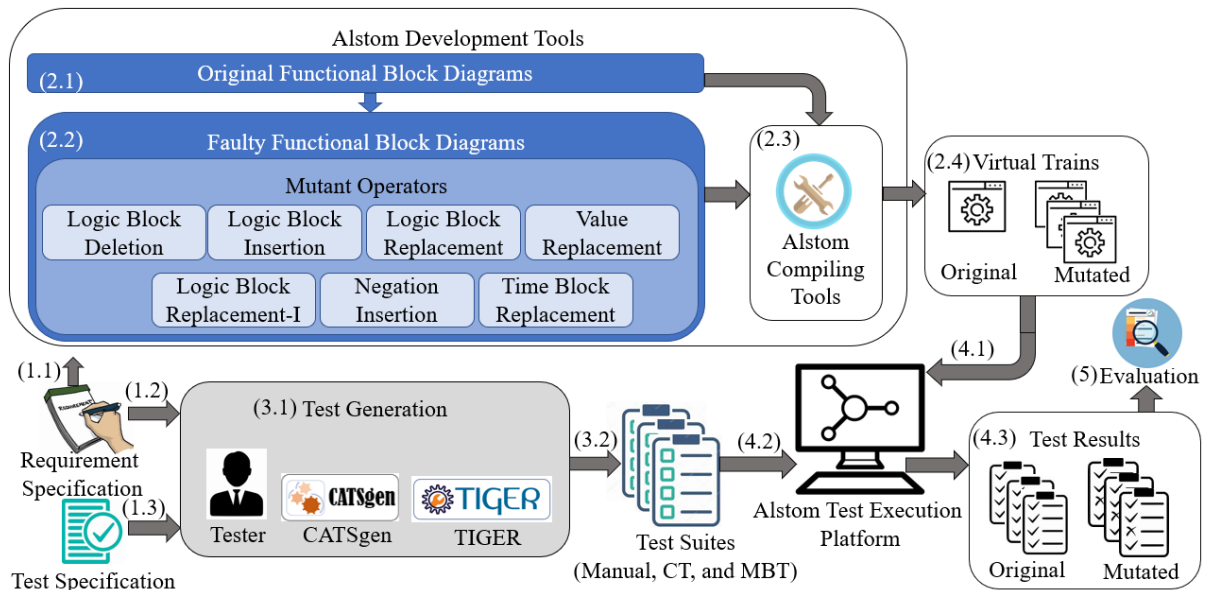 Alstom Development Tools
(2.1) Original Functional Block Diagrams
(2.2) Faulty Functional Block Diagrams
Mutant Operators
Logic Block
Deletion
Logic Block
Insertion
Logic Block
Replacement
Value
Replacement
Logic Block
Replacement-I
Negation
Insertion
Time Block
Replacement
(2.3)
Alstom
Compiling
Tools
(2.4) Virtual Trains
Original
Mutated
(1.1)
(1.2)
REQUIREMENT
Requirement
Specification
(1.3)
Test Specification
(3.1) Test Generation
Tester
CATSgen
CATSgen
TIGER
TIGER
(3.2)
Test Suites
(Manual, CT, and MBT)
(4.1)
(4.2)
Alstom Test Execution
Platform
(4.3) Test Results
Original
Mutated
(5) Evaluation